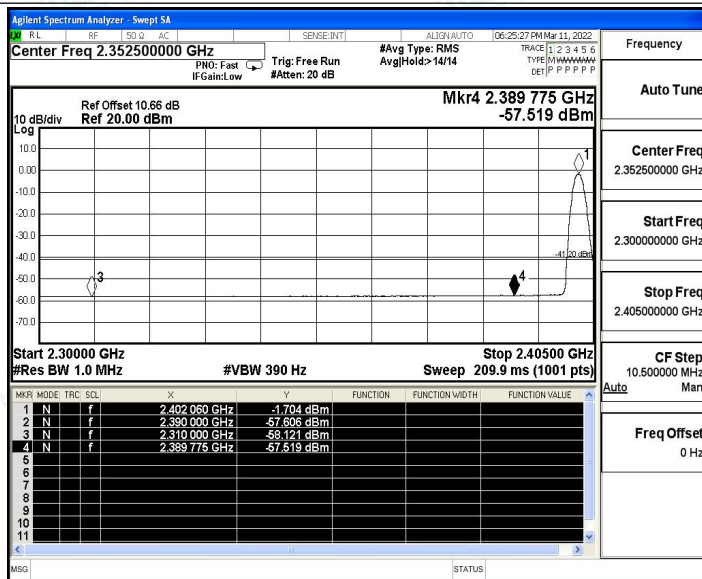 Agilent Spectrum Analyzer - Swept SA
LXI RL RF 50 Ω AC SENSE:INT ALIGN AUTO 06:25:27 PM Mar 11, 2022
Center Freq 2.352500000 GHz #Avg Type: RMS TRACE 1 2 3 4 5 6
PNO: Fast Trig: Free Run Avg|Hold:>14/14 TYPE MWWWWW
IFGain:Low #Atten: 20 dB DET P P P P P P
Frequency
Auto Tune
Center Freq
2.352500000 GHz
Start Freq
2.300000000 GHz
Stop Freq
2.405000000 GHz
CF Step
10.500000 MHz
Auto Man
Freq Offset
0 Hz
Mkr4 2.389 775 GHz
-57.519 dBm
Ref Offset 10.66 dB
10 dB/div Ref 20.00 dBm
Log
10.0
0.00
-10.0
-20.0
-30.0
-40.0
-50.0
-60.0
-70.0
1
-41.20 dBm
3
4
Start 2.30000 GHz Stop 2.40500 GHz
#Res BW 1.0 MHz #VBW 390 Hz Sweep 209.9 ms (1001 pts)
MKR MODE TRC SCL X Y FUNCTION FUNCTION WIDTH FUNCTION VALUE
1 N f 2.402 060 GHz -1.704 dBm
2 N f 2.390 000 GHz -57.606 dBm
3 N f 2.310 000 GHz -58.121 dBm
4 N f 2.389 775 GHz -57.519 dBm
5
6
7
8
9
10
11
MSG STATUS